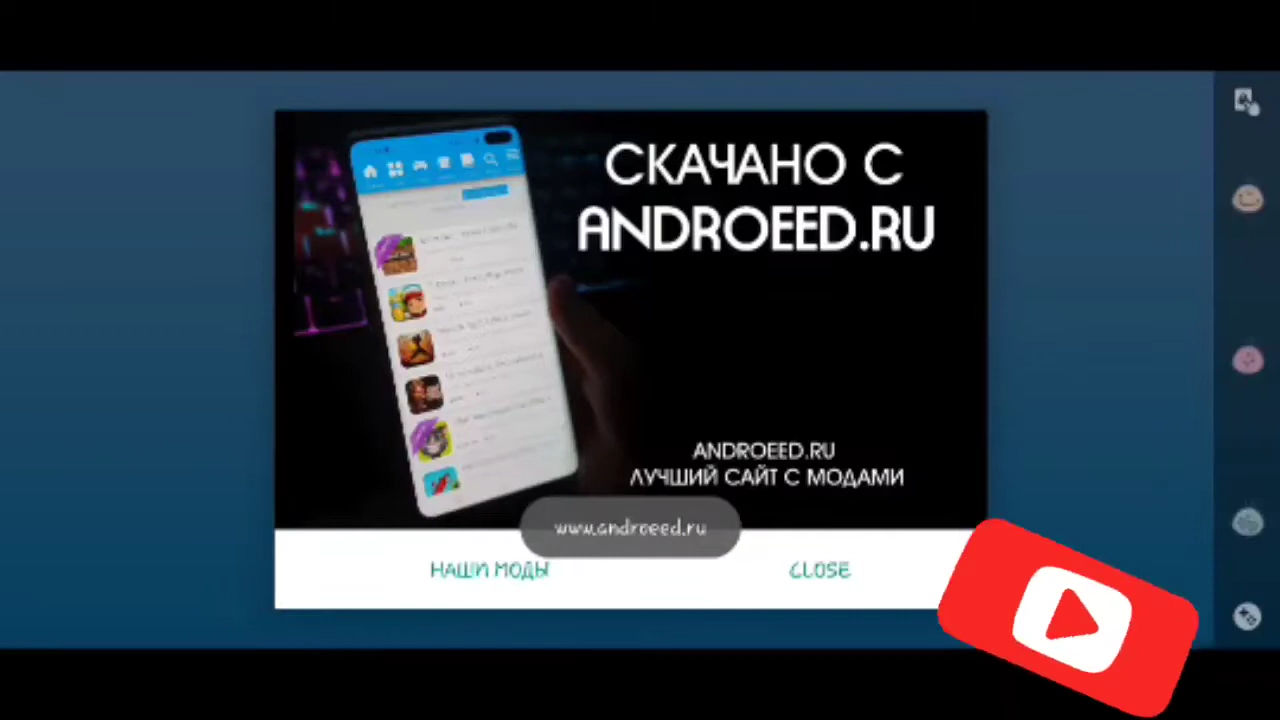 СКАЧАНО С
ANDROEED.RU
ANDROEED.RU
ЛУЧШИЙ САЙТ С МОДАМИ
www.androeed.ru
НАШИ МОДЫ
CLOSE